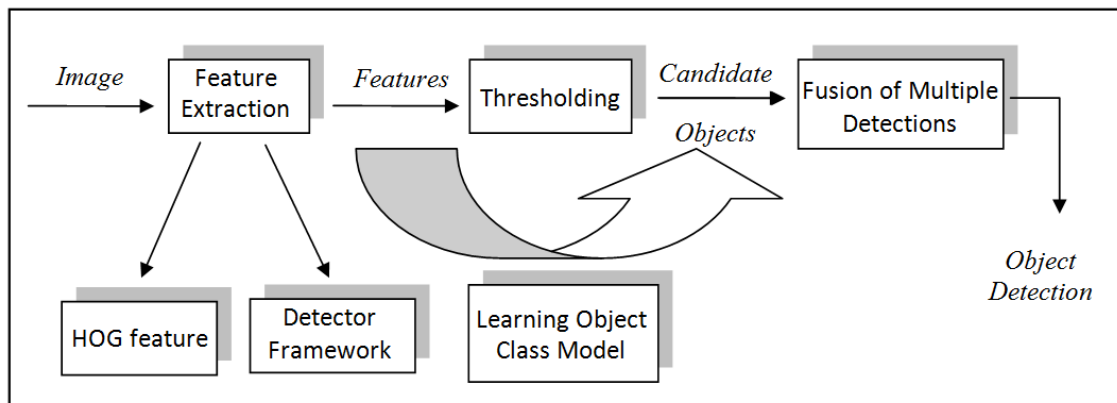 Image
Feature
Extraction
Features
Thresholding
Candidate
Objects
Fusion of Multiple
Detections
Object
Detection
HOG feature
Detector
Framework
Learning Object
Class Model